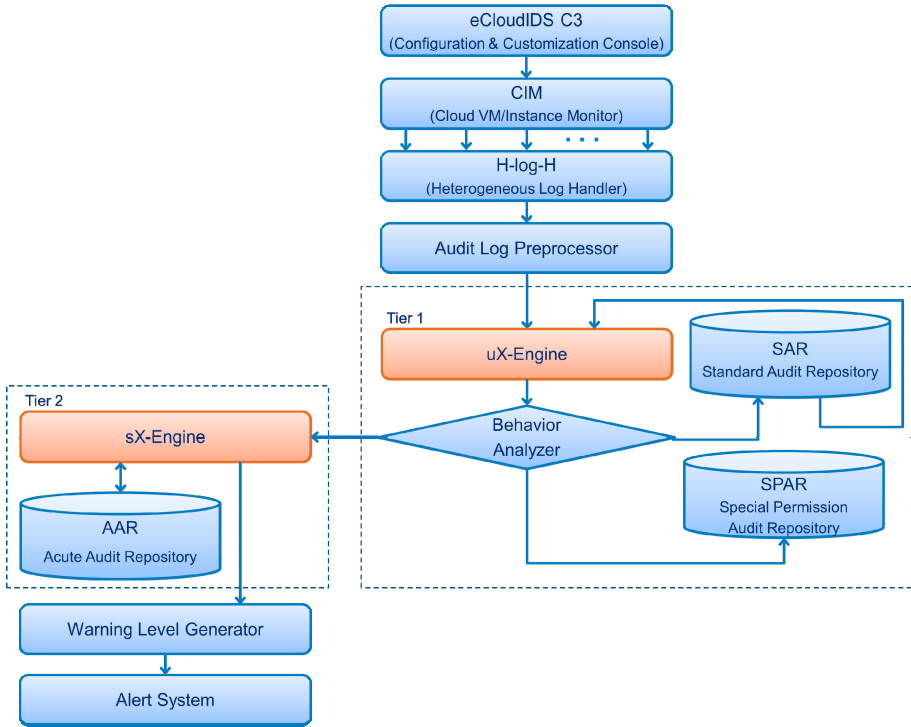 eCloudIDS C3
(Configuration & Customization Console)
CIM
(Cloud VM/Instance Monitor)
. . .
H-log-H
(Heterogeneous Log Handler)
Audit Log Preprocessor
Tier 1
uX-Engine
SAR
Standard Audit Repository
Tier 2
sX-Engine
Behavior
Analyzer
SPAR
Special Permission
Audit Repository
AAR
Acute Audit Repository
Warning Level Generator
Alert System